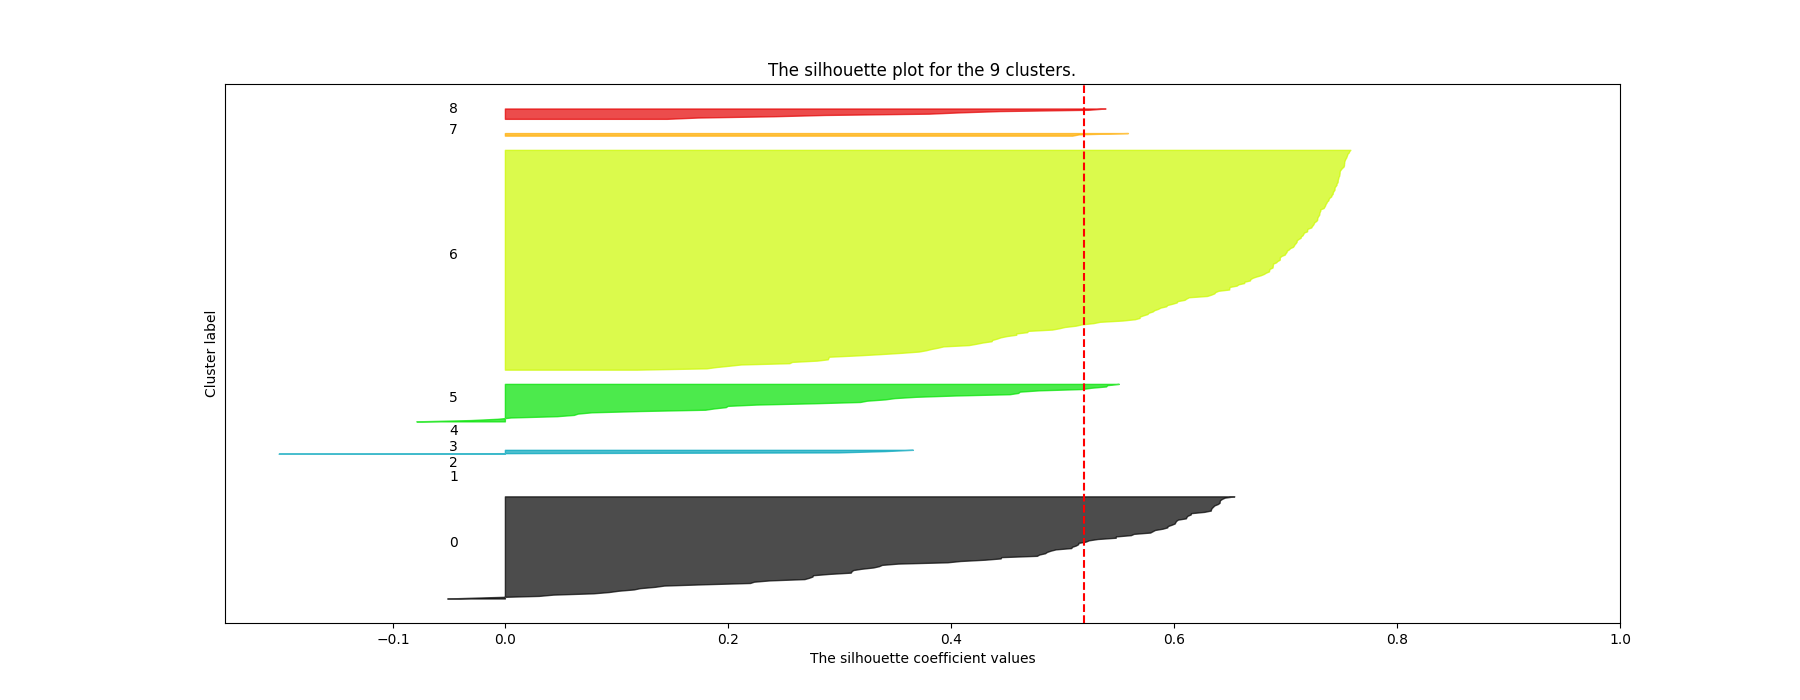 The silhouette plot for the 9 clusters.
8
7
6
5
4
3
2
1
0
Cluster label
−0.1 0.0 0.2 0.4 0.6 0.8 1.0
The silhouette coefficient values